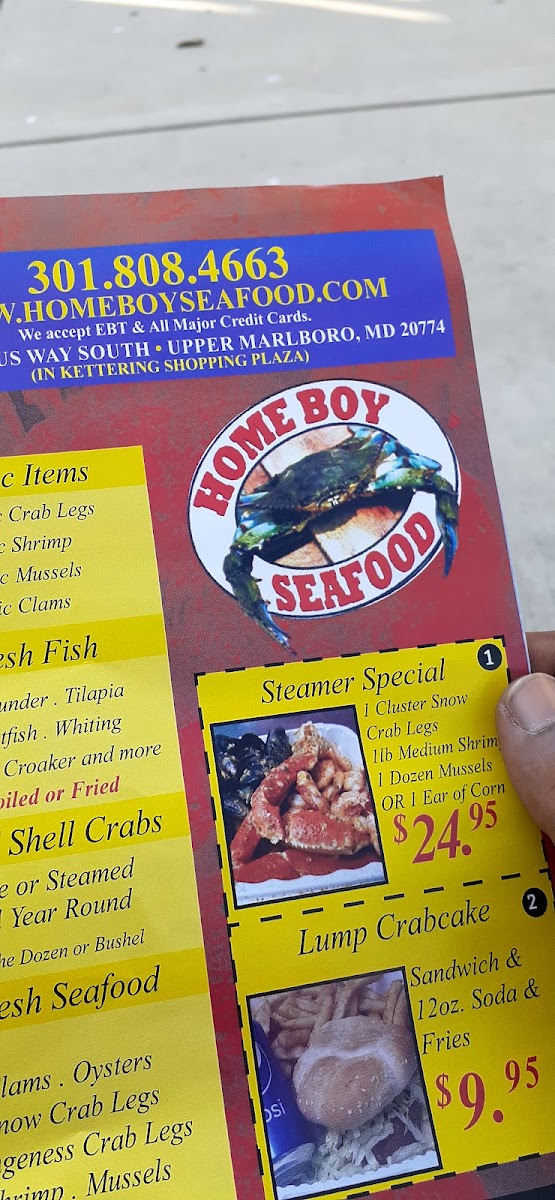 301.808.4663
W.HOMEBOYSEAFOOD.COM
We accept EBT & All Major Credit Cards.
US WAY SOUTH • UPPER MARLBORO, MD 20774
(IN KETTERING SHOPPING PLAZA)
HOME BOY
SEAFOOD
c Items
c Crab Legs
c Shrimp
c Mussels
ic Clams
esh Fish
under . Tilapia
tfish . Whiting
Croaker and more
oiled or Fried
Shell Crabs
e or Steamed
l Year Round
he Dozen or Bushel
esh Seafood
lams . Oysters
now Crab Legs
ngeness Crab Legs
hrimp . Mussels
Steamer Special
1
1 Cluster Snow
Crab Legs
1lb Medium Shrim
1 Dozen Mussels
OR 1 Ear of Corn
$24.95
Lump Crabcake
2
Sandwich &
12oz. Soda &
Fries
$9.95
psi